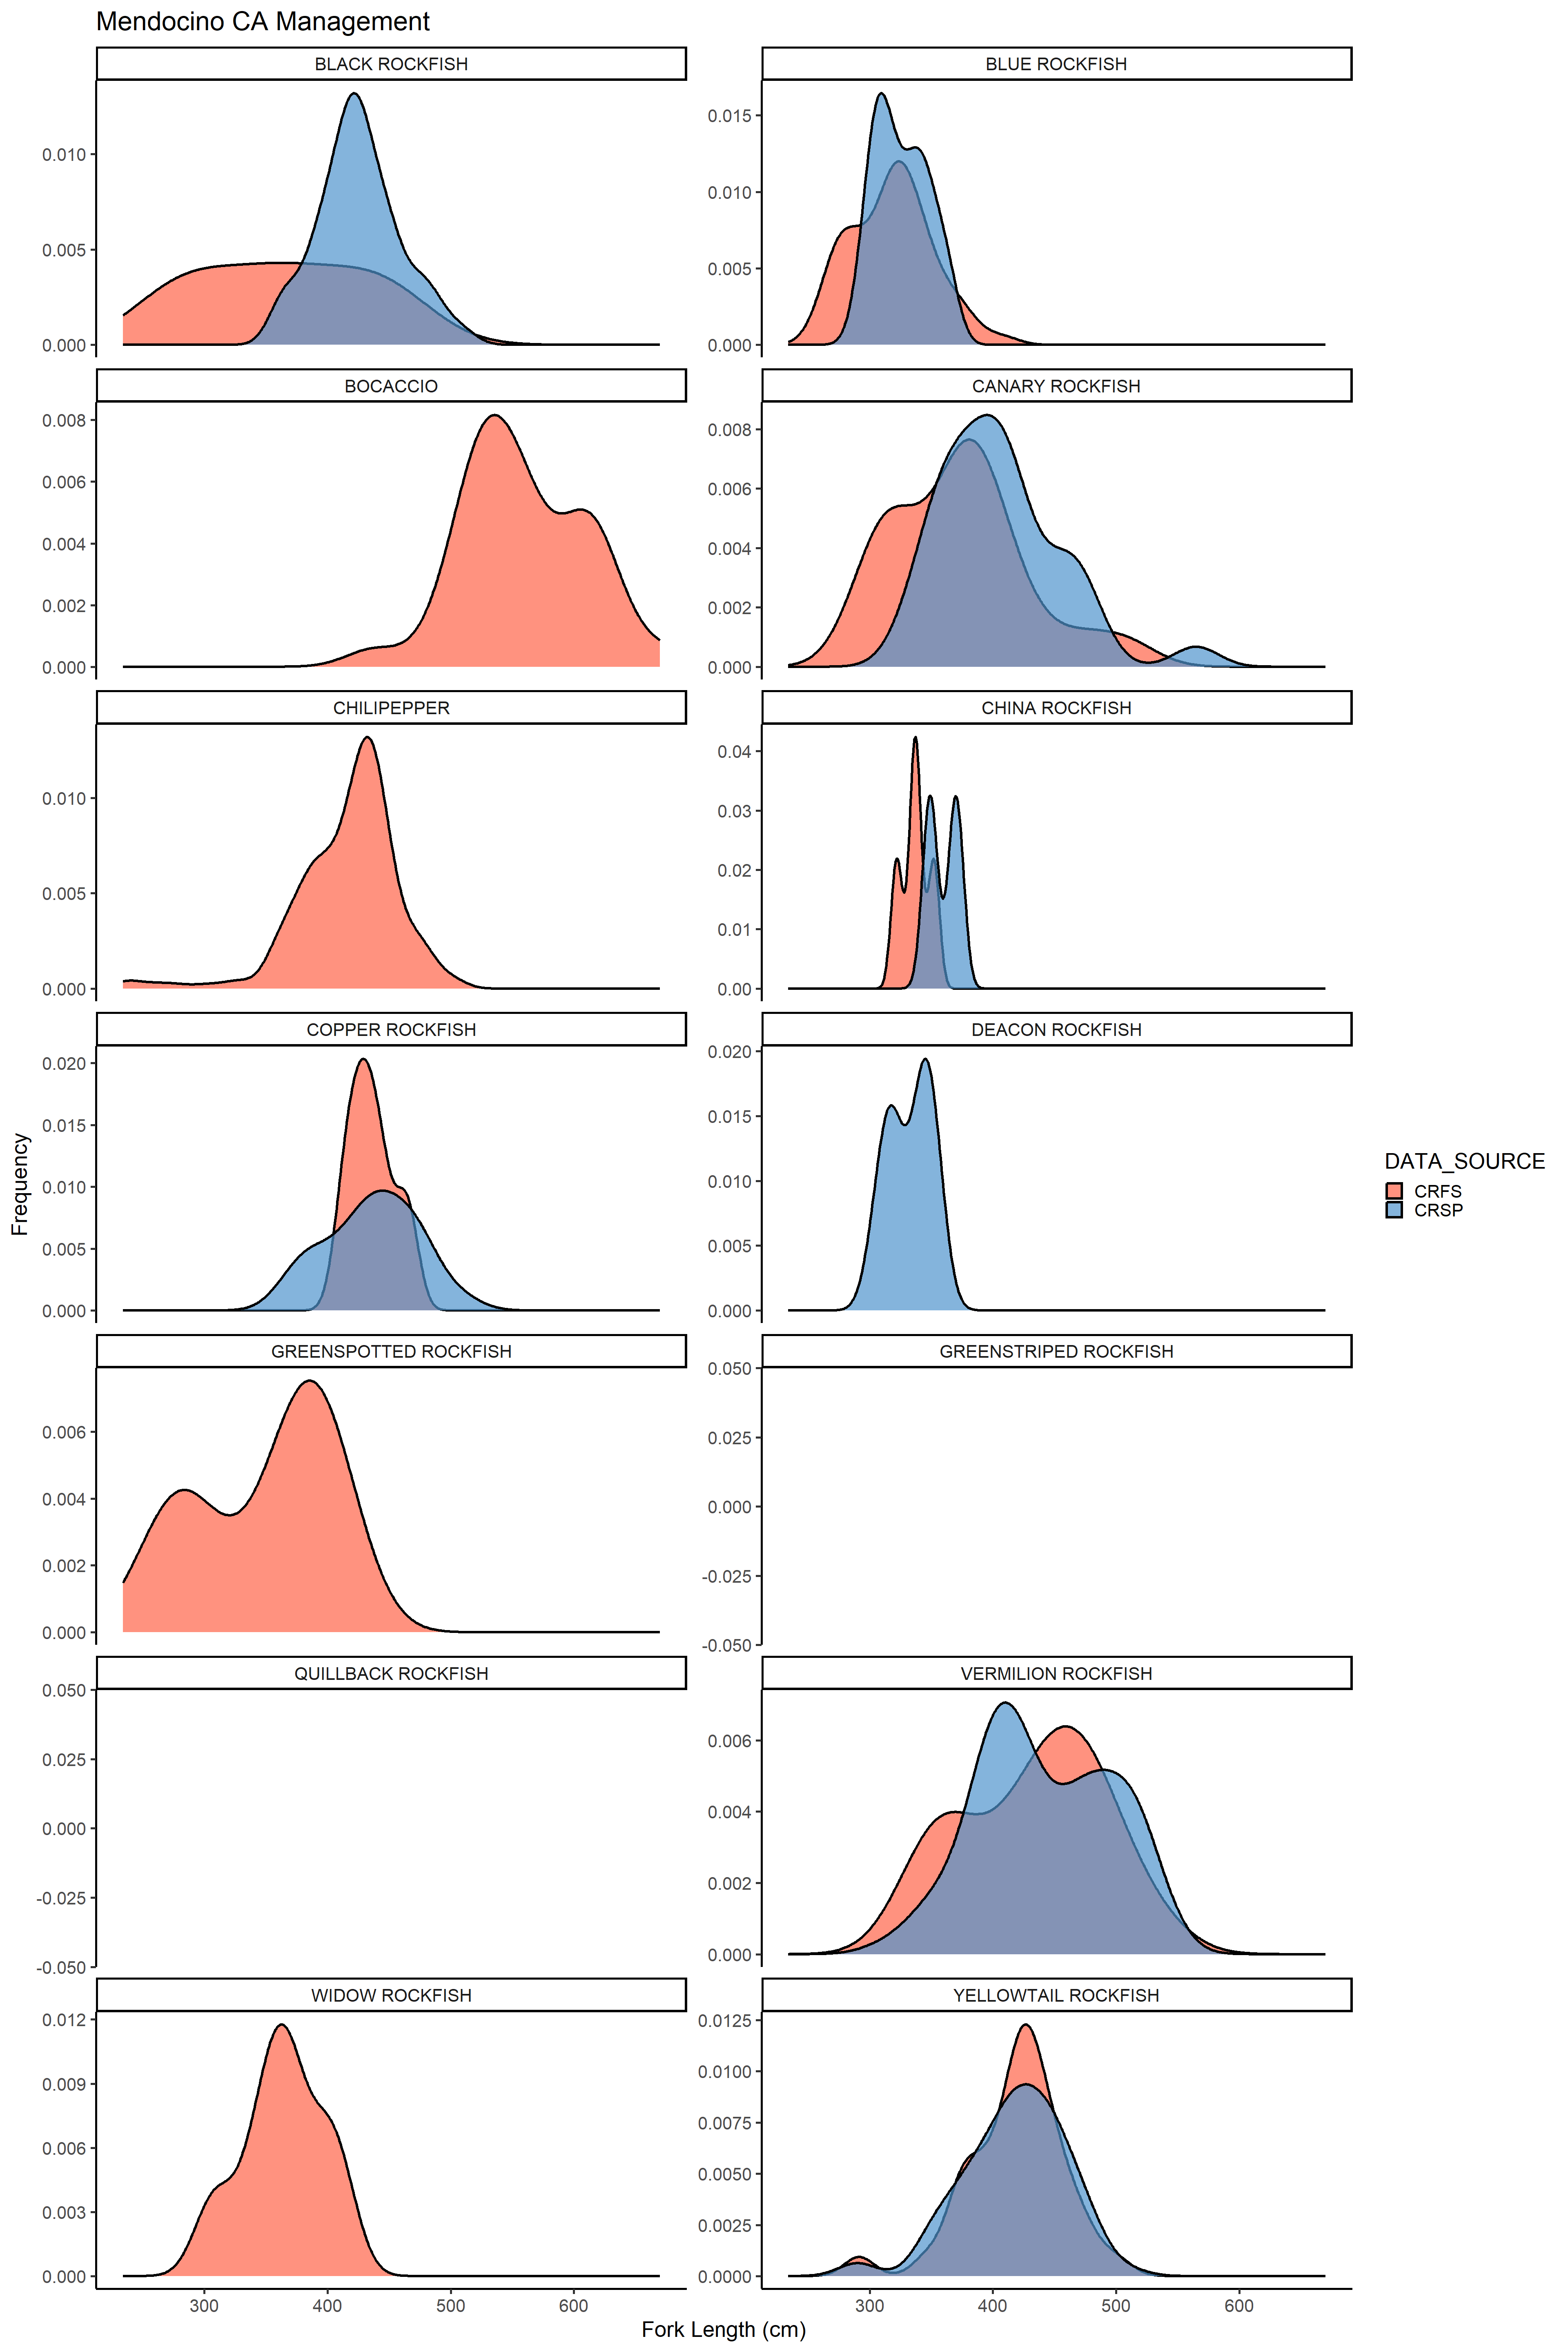 Mendocino CA Management
BLACK ROCKFISH
BLUE ROCKFISH
0.010
0.005
0.000
0.015
0.010
0.005
0.000
BOCACCIO
CANARY ROCKFISH
0.008
0.006
0.004
0.002
0.000
0.008
0.006
0.004
0.002
0.000
CHILIPEPPER
CHINA ROCKFISH
0.010
0.005
0.000
0.04
0.03
0.02
0.01
0.00
COPPER ROCKFISH
DEACON ROCKFISH
0.020
0.015
0.010
0.005
0.000
0.020
0.015
0.010
0.005
0.000
GREENSPOTTED ROCKFISH
GREENSTRIPED ROCKFISH
0.006
0.004
0.002
0.000
0.050
0.025
0.000
-0.025
-0.050
QUILLBACK ROCKFISH
VERMILION ROCKFISH
0.050
0.025
0.000
-0.025
-0.050
0.006
0.004
0.002
0.000
WIDOW ROCKFISH
YELLOWTAIL ROCKFISH
0.012
0.009
0.006
0.003
0.000
0.0125
0.0100
0.0075
0.0050
0.0025
0.0000
300 400 500 600
300 400 500 600
Fork Length (cm)
Frequency
DATA_SOURCE
CRFS
CRSP